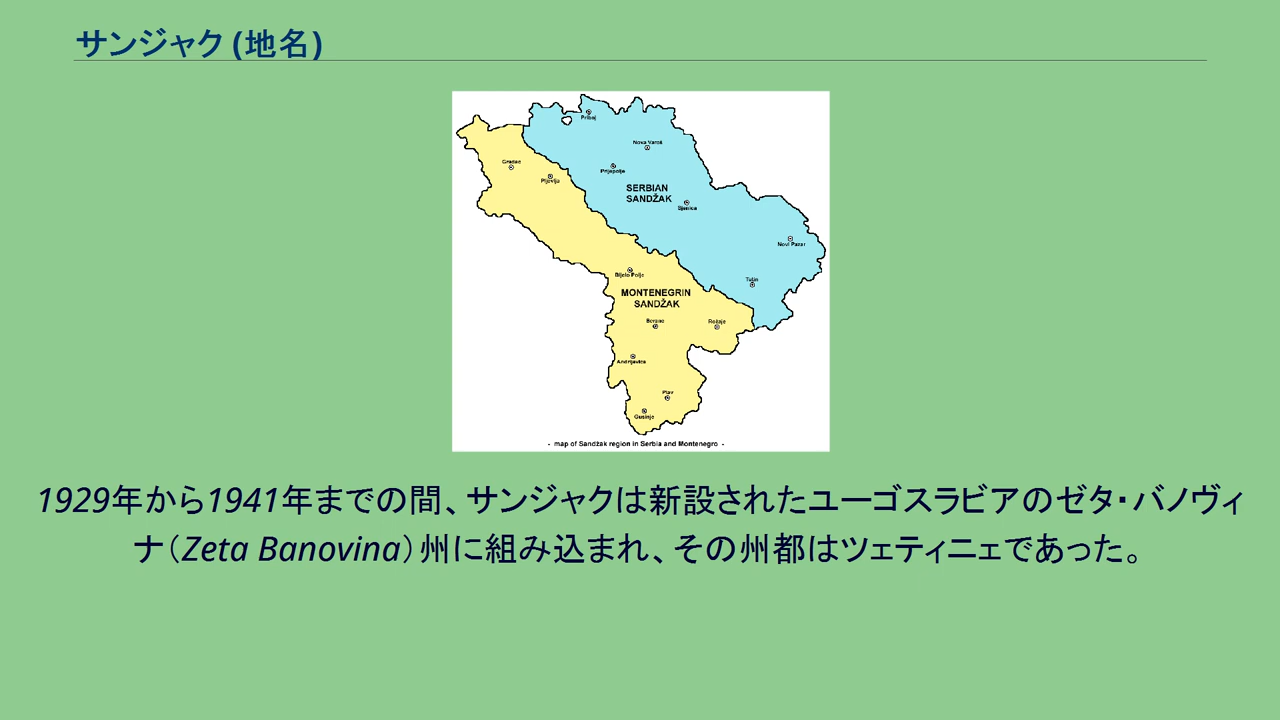 サンジャク (地名)
Priboj
Nova Varoš
Gradac
Prijepolje
Pljevlja
SERBIAN
SANDŽAK
Sjenica
Novi Pazar
Bijelo Polje
Tutin
MONTENEGRIN
SANDŽAK
Berane
Rožaje
Andrijevica
Plav
Gusinje
- map of Sandžak region in Serbia and Montenegro -
1929年から1941年までの間、サンジャクは新設されたユーゴスラビアのゼタ・バノヴィ
ナ（Zeta Banovina）州に組み込まれ、その州都はツェティニェであった。